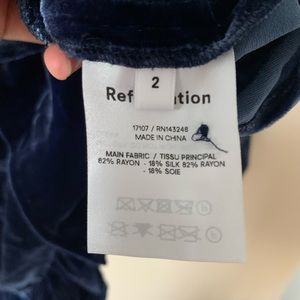 2
Ref ation
17107 / RN143248
MADE IN CHINA
MAIN FABRIC / TISSU PRINCIPAL
82% RAYON - 18% SILK 82% RAYON
- 18% SOIE